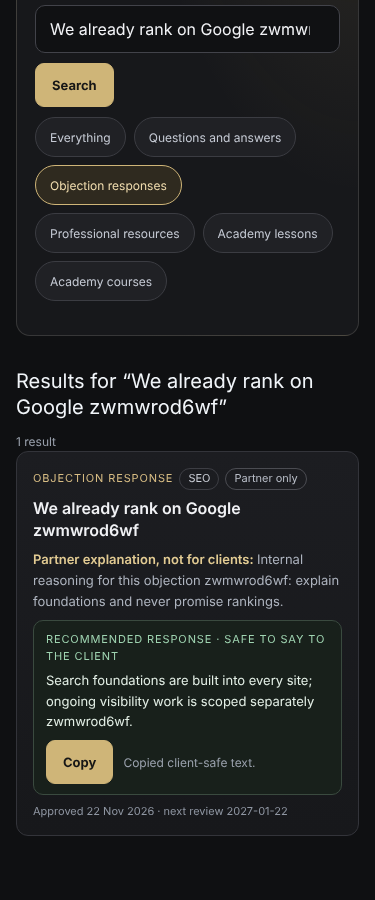 We already rank on Google zwmw
Search
Everything
Questions and answers
Objection responses
Professional resources
Academy lessons
Academy courses
Results for “We already rank on
Google zwmwrod6wf”
1 result
OBJECTION RESPONSE
SEO
Partner only
We already rank on Google
zwmwrod6wf
Partner explanation, not for clients: Internal
reasoning for this objection zwmwrod6wf: explain
foundations and never promise rankings.
RECOMMENDED RESPONSE · SAFE TO SAY TO
THE CLIENT
Search foundations are built into every site;
ongoing visibility work is scoped separately
zwmwrod6wf.
Copy
Copied client-safe text.
Approved 22 Nov 2026 · next review 2027-01-22